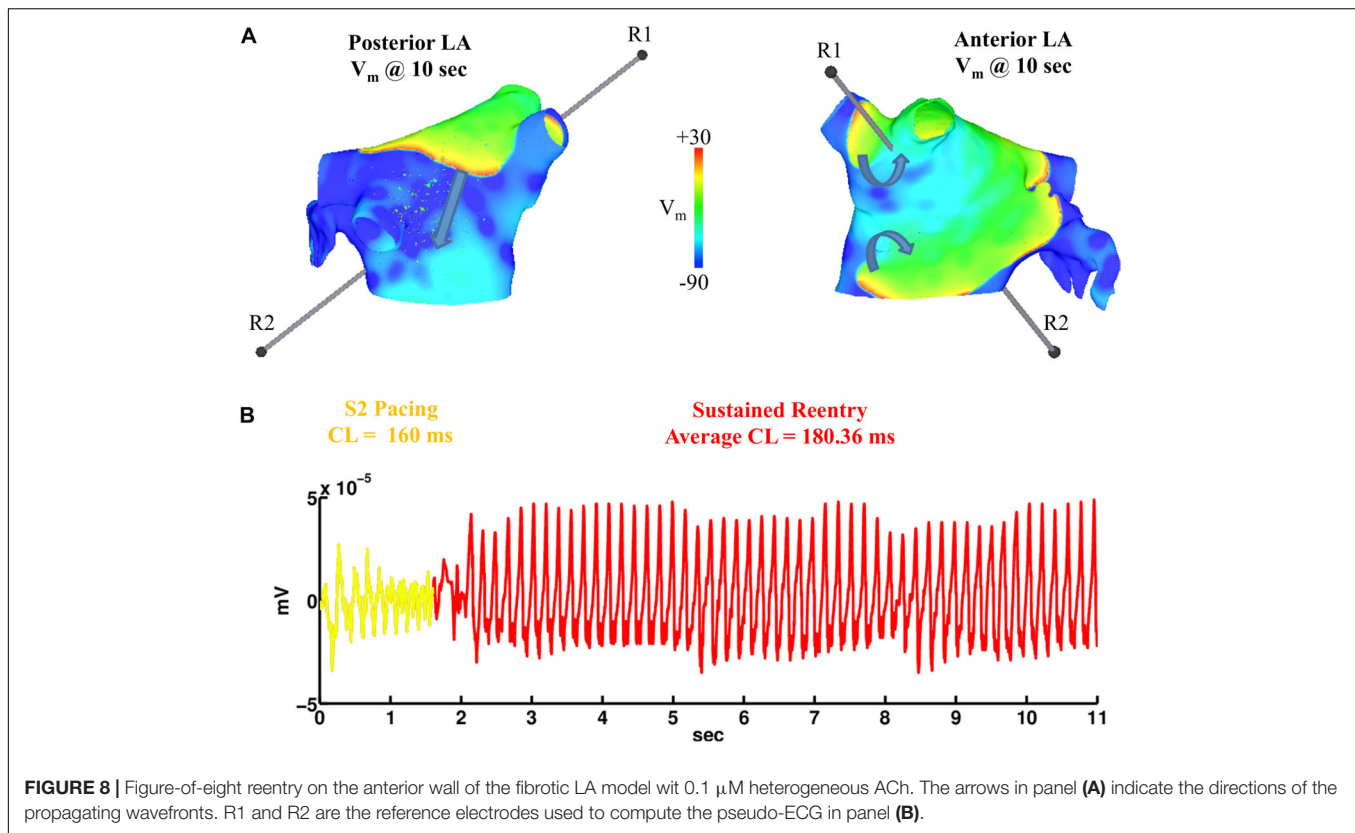 A
Posterior LA
V_m @ 10 sec
R1
R2
+30
V_m
-90
R1
Anterior LA
V_m @ 10 sec
R2
B
S2 Pacing
CL = 160 ms
Sustained Reentry
Average CL = 180.36 ms
x 10^-5
5
0
-5
mV
0 1 2 3 4 5 6 7 8 9 10 11
sec
FIGURE 8 | Figure-of-eight reentry on the anterior wall of the fibrotic LA model wit 0.1 μM heterogeneous ACh. The arrows in panel (A) indicate the directions of the
propagating wavefronts. R1 and R2 are the reference electrodes used to compute the pseudo-ECG in panel (B).